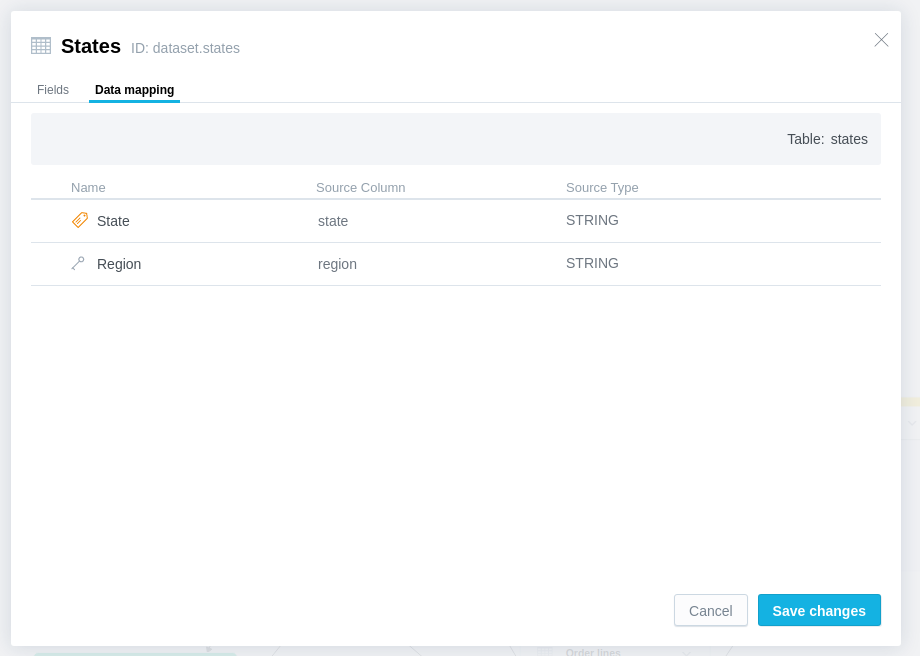 States ID: dataset.states
Fields Data mapping
Table: states
Name Source Column Source Type
State state STRING
Region region STRING
Cancel Save changes
Order lines